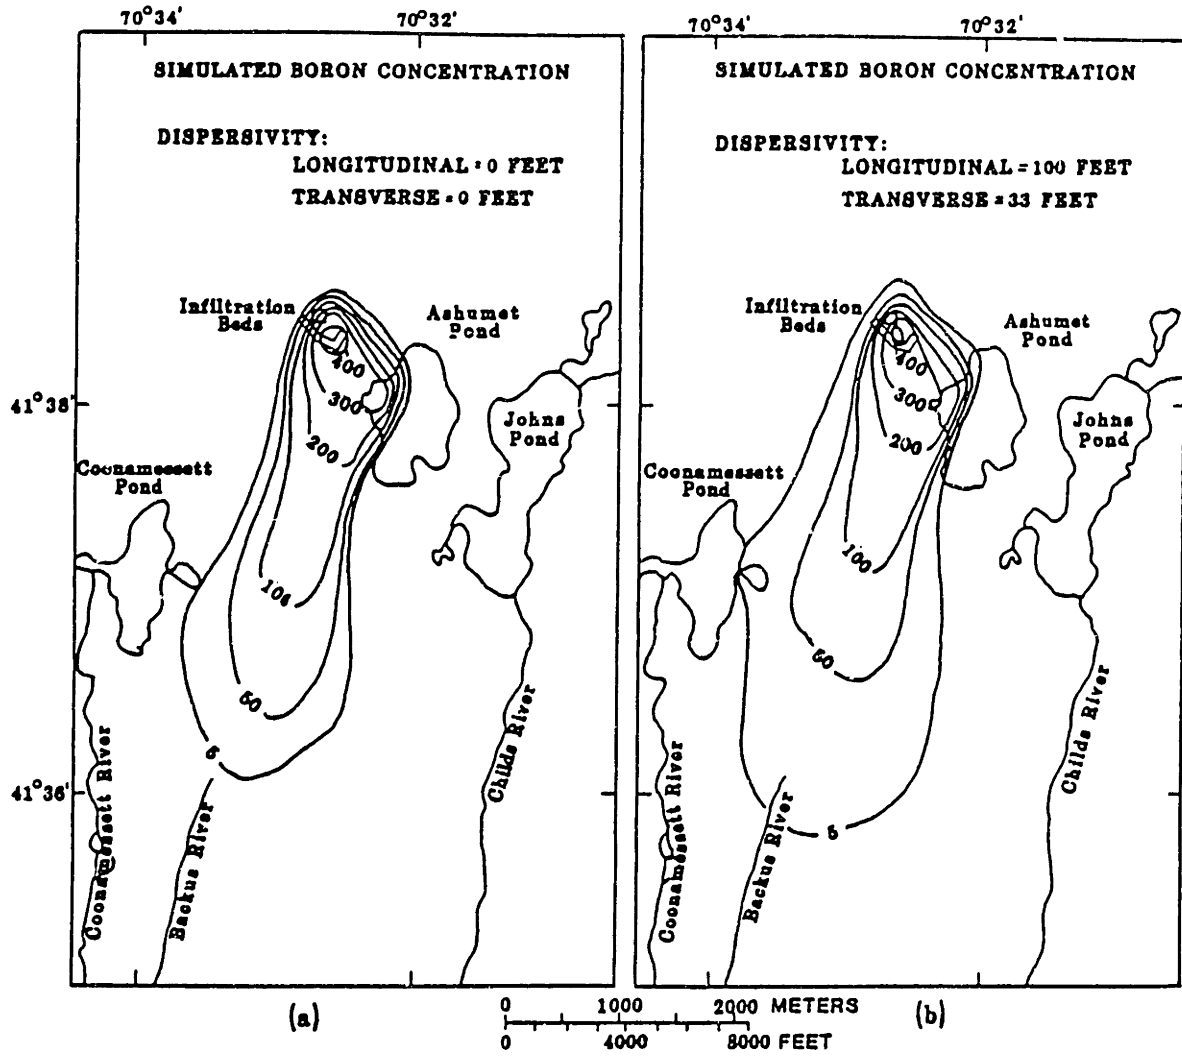 70°34'
70°32'
SIMULATED BORON CONCENTRATION
DISPERSIVITY:
LONGITUDINAL = 0 FEET
TRANSVERSE = 0 FEET
Infiltration
Beds
Ashumet
Pond
400
300
200
41°38'
Johns
Pond
Coonamessett
Pond
10
50
5
41°36'
Coonamessett River
Backus River
Childs River
(a)
70°34'
70°32'
SIMULATED BORON CONCENTRATION
DISPERSIVITY:
LONGITUDINAL = 100 FEET
TRANSVERSE = 33 FEET
Infiltration
Beds
Ashumet
Pond
400
300
200
Johns
Pond
Coonamessett
Pond
100
50
5
Coonamessett River
Backus River
Childs River
(b)
0 1000 2000 METERS
0 4000 8000 FEET